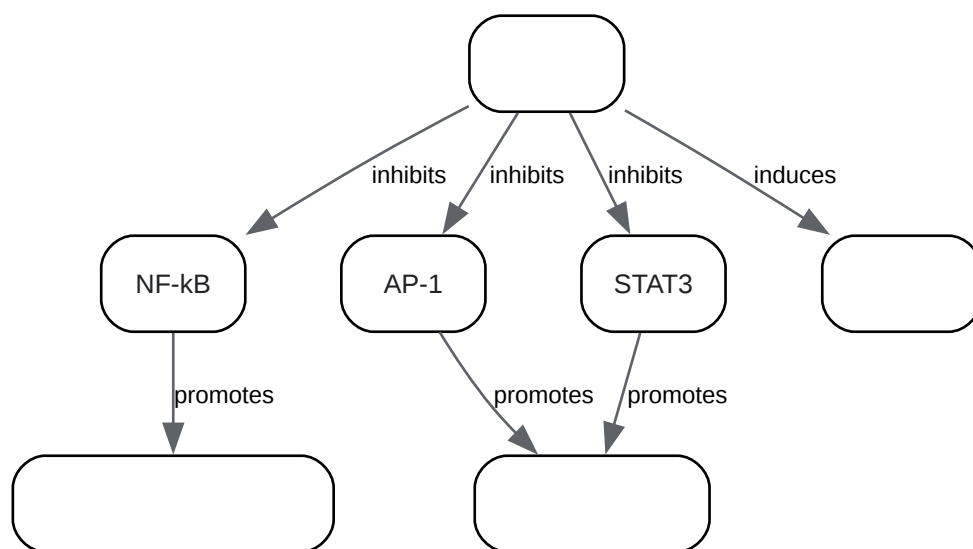 inhibits
inhibits
inhibits
induces
NF-kB
AP-1
STAT3
promotes
promotes
promotes